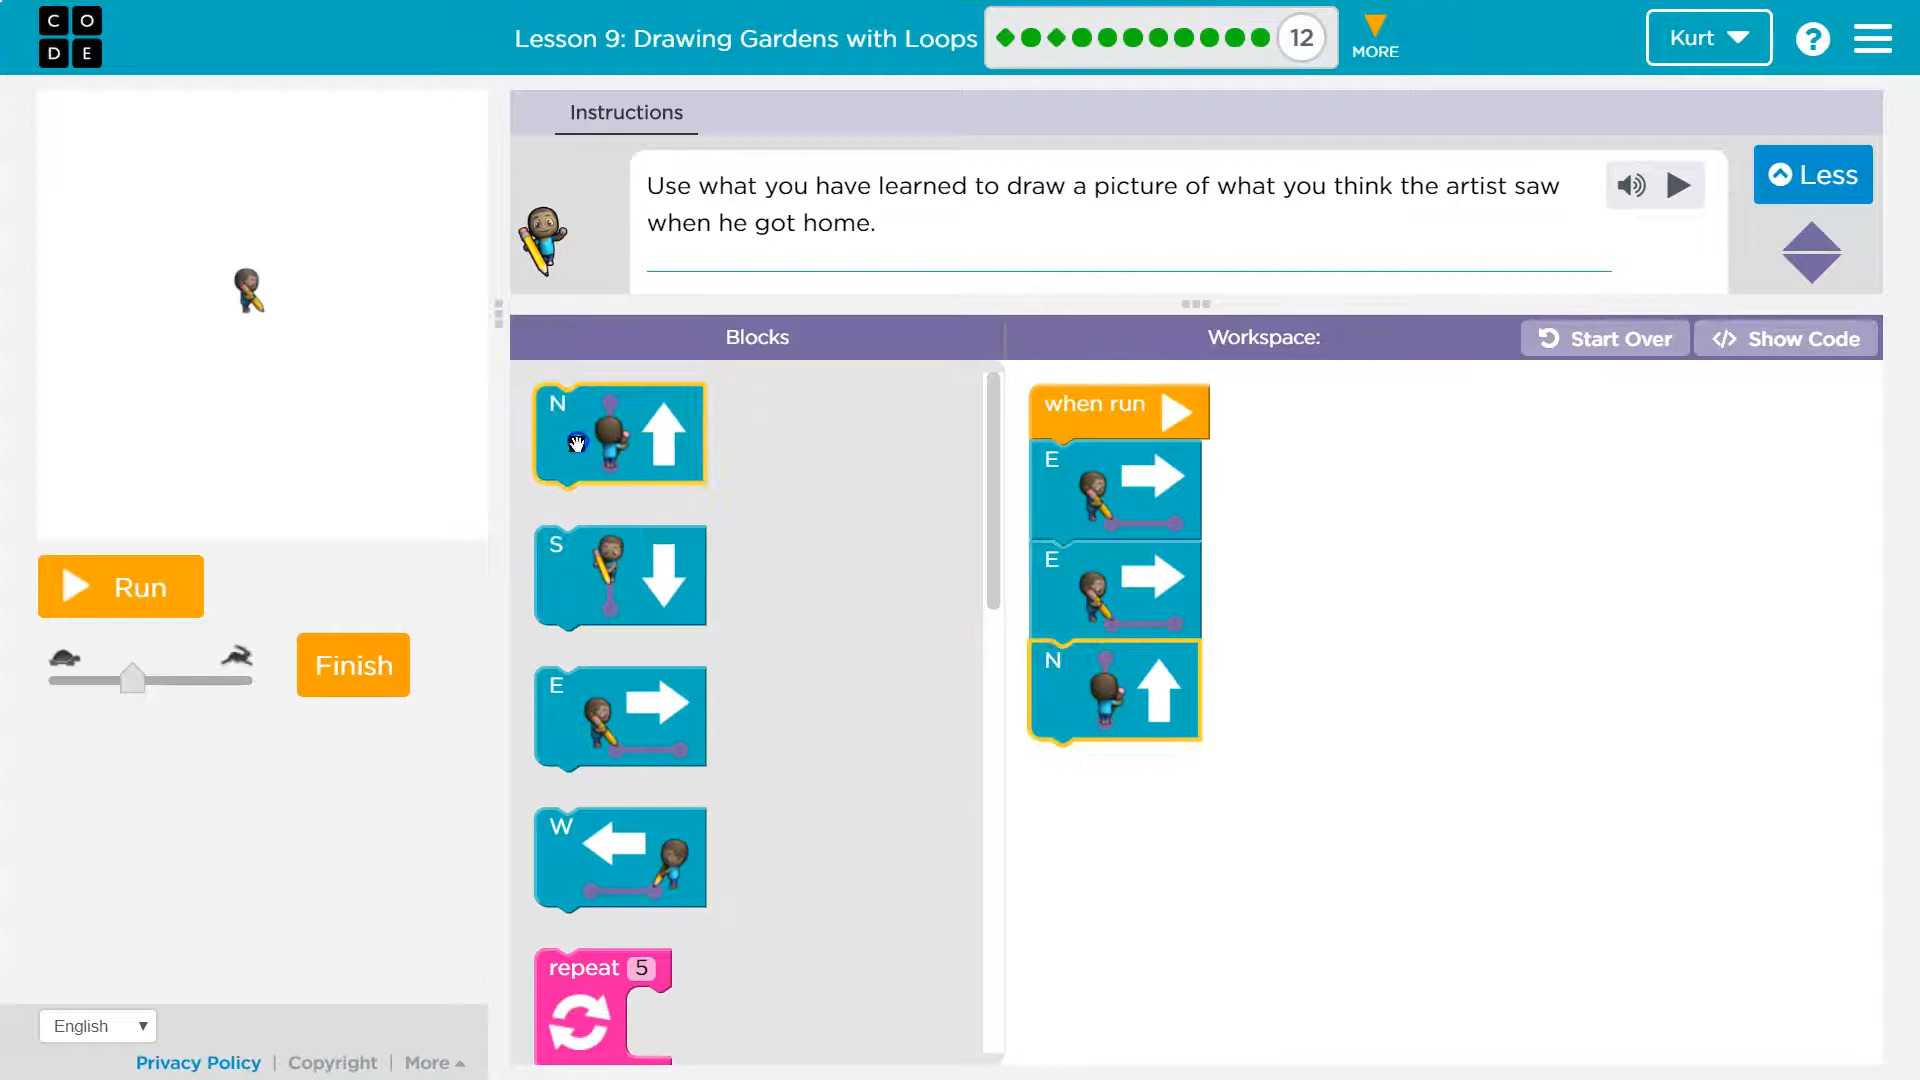 CODE
Lesson 9: Drawing Gardens with Loops
12
MORE
Kurt
?
Instructions
Use what you have learned to draw a picture of what you think the artist saw
when he got home.
Less
Blocks
Workspace:
Start Over
</> Show Code
N
S
E
W
repeat 5
when run
E
E
N
Run
Finish
English
Privacy Policy | Copyright | More